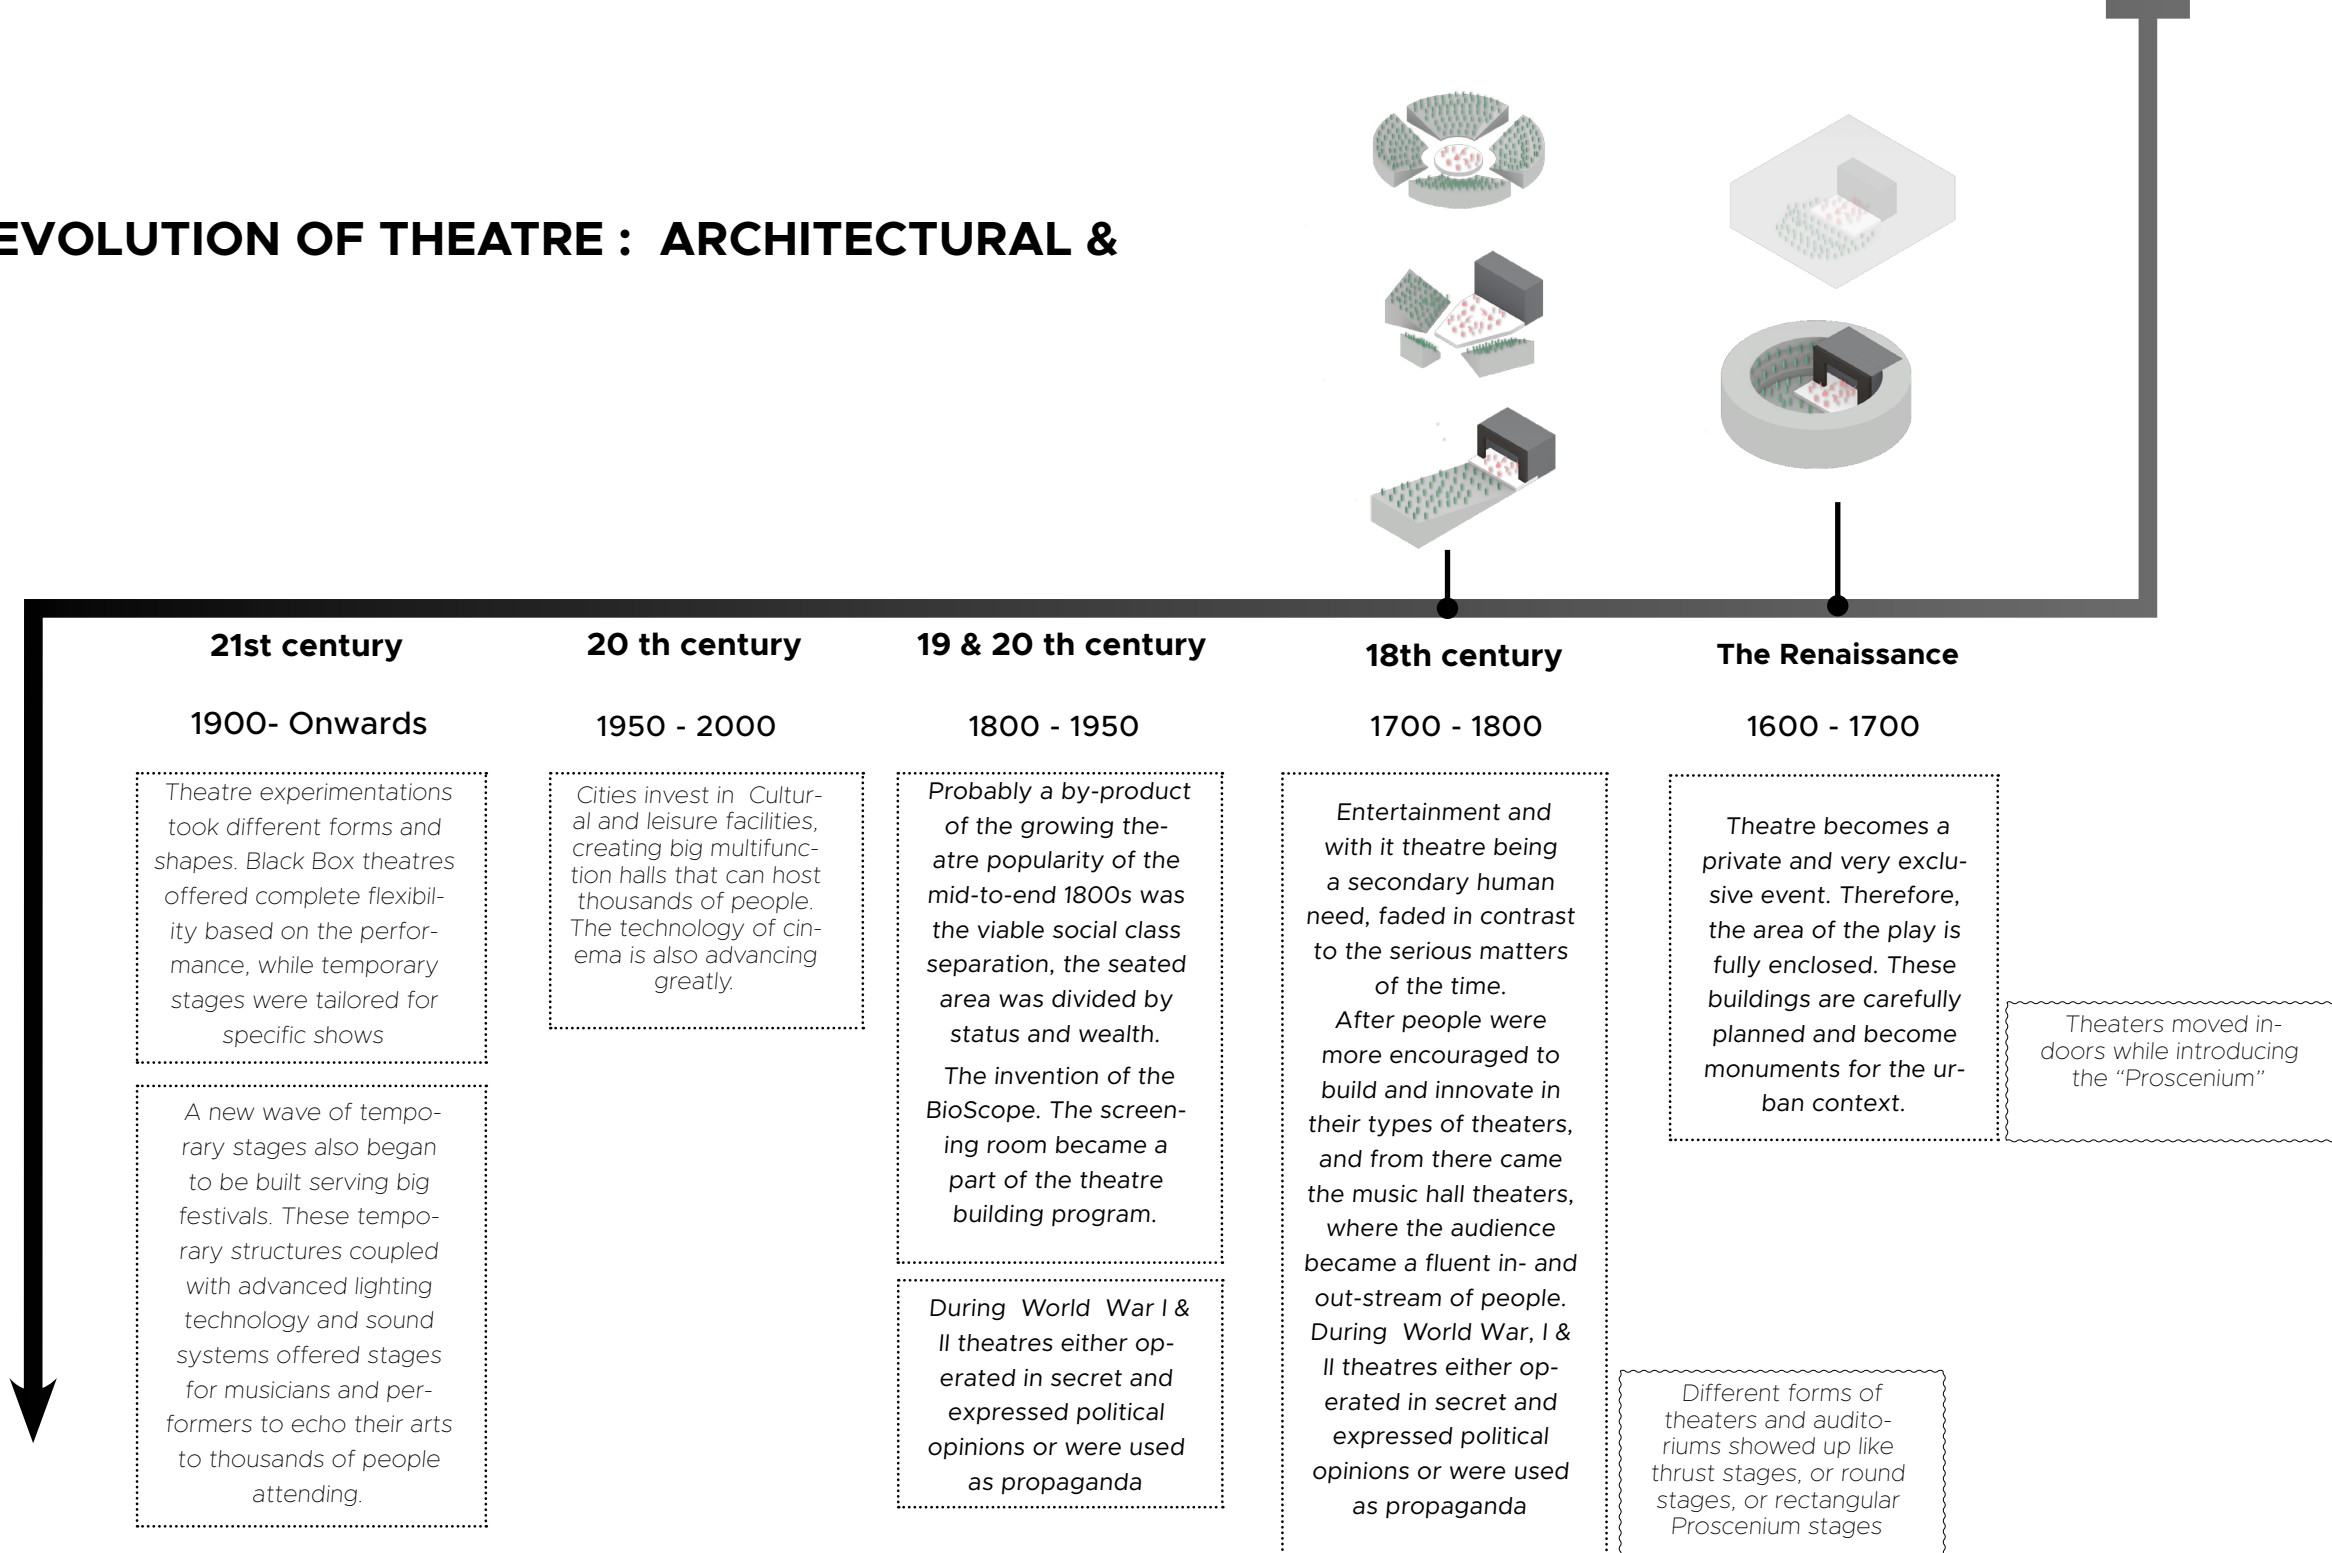 EVOLUTION OF THEATRE : ARCHITECTURAL &
21st century
1900- Onwards
Theatre experimentations
took different forms and
shapes. Black Box theatres
offered complete flexibil-
ity based on the perfor-
mance, while temporary
stages were tailored for
specific shows
A new wave of tempo-
rary stages also began
to be built serving big
festivals. These tempo-
rary structures coupled
with advanced lighting
technology and sound
systems offered stages
for musicians and per-
formers to echo their arts
to thousands of people
attending.
20 th century
1950 - 2000
Cities invest in Cultur-
al and leisure facilities,
creating big multifunc-
tion halls that can host
thousands of people.
The technology of cin-
ema is also advancing
greatly.
19 & 20 th century
1800 - 1950
Probably a by-product
of the growing the-
atre popularity of the
mid-to-end 1800s was
the viable social class
separation, the seated
area was divided by
status and wealth.
The invention of the
BioScope. The screen-
ing room became a
part of the theatre
building program.
During World War I &
II theatres either op-
erated in secret and
expressed political
opinions or were used
as propaganda
18th century
1700 - 1800
Entertainment and
with it theatre being
a secondary human
need, faded in contrast
to the serious matters
of the time.
After people were
more encouraged to
build and innovate in
their types of theaters,
and from there came
the music hall theaters,
where the audience
became a fluent in- and
out-stream of people.
During World War, I &
II theatres either op-
erated in secret and
expressed political
opinions or were used
as propaganda
The Renaissance
1600 - 1700
Theatre becomes a
private and very exclu-
sive event. Therefore,
the area of the play is
fully enclosed. These
buildings are carefully
planned and become
monuments for the ur-
ban context.
Theaters moved in-
doors while introducing
the “Proscenium”
Different forms of
theaters and audito-
riums showed up like
thrust stages, or round
stages, or rectangular
Proscenium stages